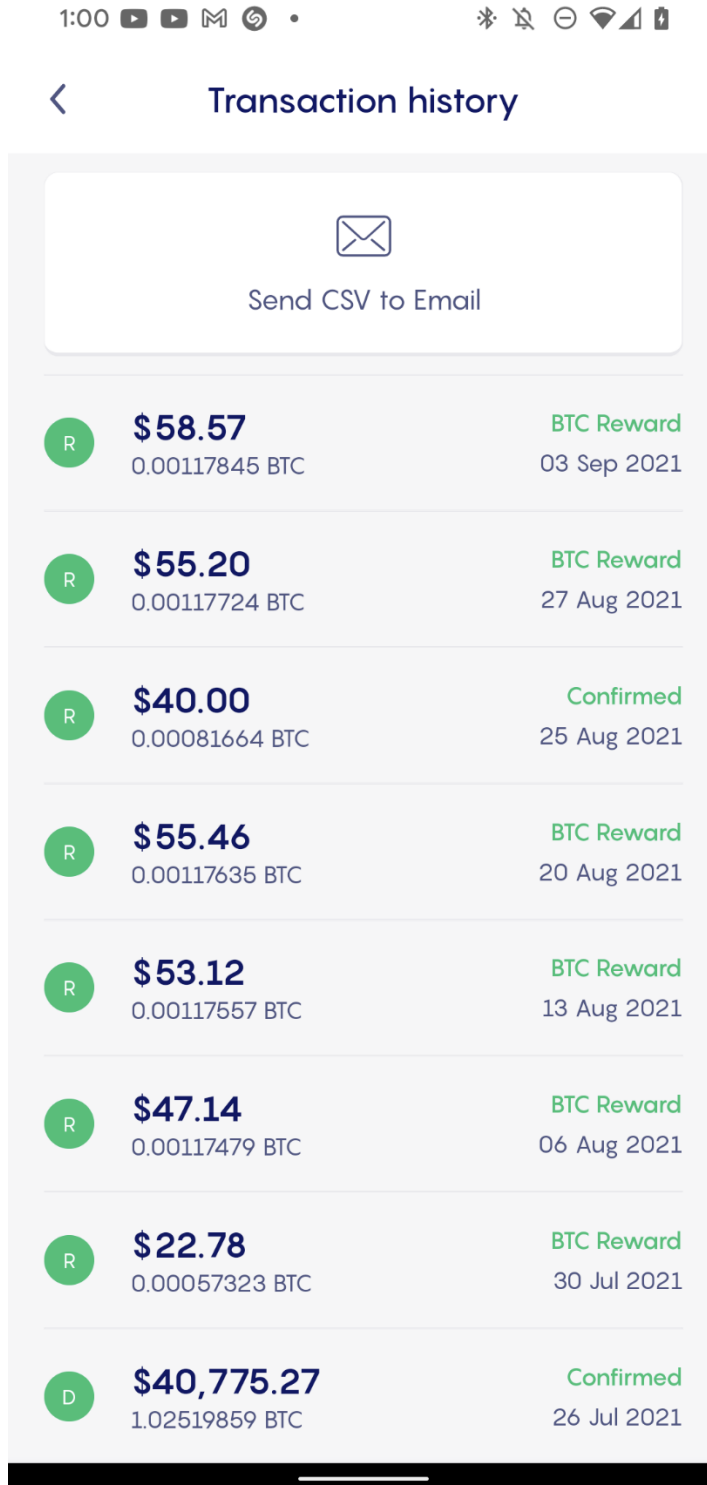 1:00
Transaction history
Send CSV to Email
R $58.57 BTC Reward
0.00117845 BTC 03 Sep 2021
R $55.20 BTC Reward
0.00117724 BTC 27 Aug 2021
R $40.00 Confirmed
0.00081664 BTC 25 Aug 2021
R $55.46 BTC Reward
0.00117635 BTC 20 Aug 2021
R $53.12 BTC Reward
0.00117557 BTC 13 Aug 2021
R $47.14 BTC Reward
0.00117479 BTC 06 Aug 2021
R $22.78 BTC Reward
0.00057323 BTC 30 Jul 2021
D $40,775.27 Confirmed
1.02519859 BTC 26 Jul 2021